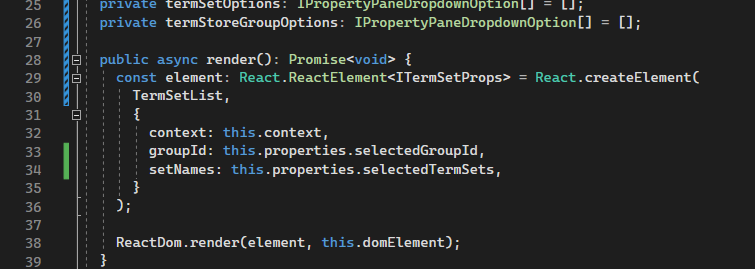 25 private termSetOptions: IPropertyPaneDropdownOption[] = [];
26 private termStoreGroupOptions: IPropertyPaneDropdownOption[] = [];
27
28 public async render(): Promise<void> {
29 const element: React.ReactElement<ITermSetProps> = React.createElement(
30 TermSetList,
31 {
32 context: this.context,
33 groupId: this.properties.selectedGroupId,
34 setNames: this.properties.selectedTermSets,
35 }
36 );
37
38 ReactDom.render(element, this.domElement);
39 }